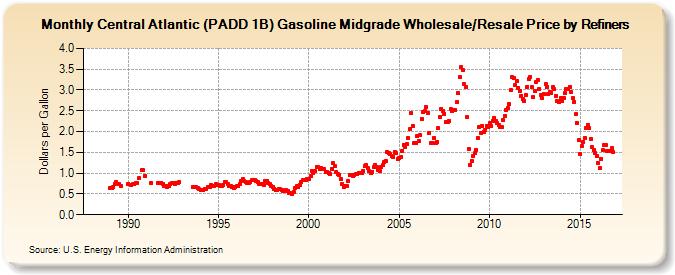 Monthly Central Atlantic (PADD 1B) Gasoline Midgrade Wholesale/Resale Price by Refiners
Dollars per Gallon
4.0
3.5
3.0
2.5
2.0
1.5
1.0
0.5
0.0
1990 1995 2000 2005 2010 2015
Source: U.S. Energy Information Administration